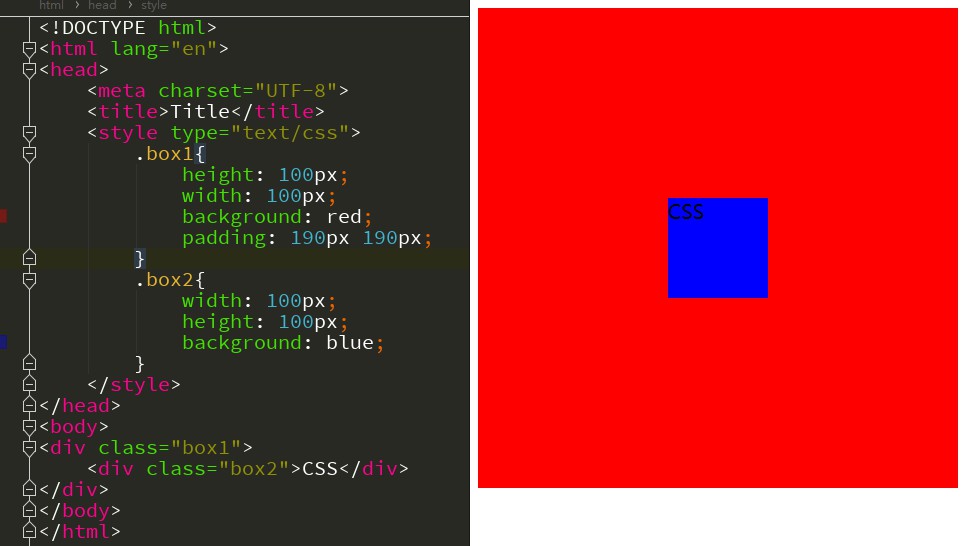 html › head › style
<!DOCTYPE html>
<html lang="en">
<head>
    <meta charset="UTF-8">
    <title>Title</title>
    <style type="text/css">
        .box1{
            height: 100px;
            width: 100px;
            background: red;
            padding: 190px 190px;
        }
        .box2{
            width: 100px;
            height: 100px;
            background: blue;
        }
    </style>
</head>
<body>
<div class="box1">
    <div class="box2">CSS</div>
</div>
</body>
</html>
CSS